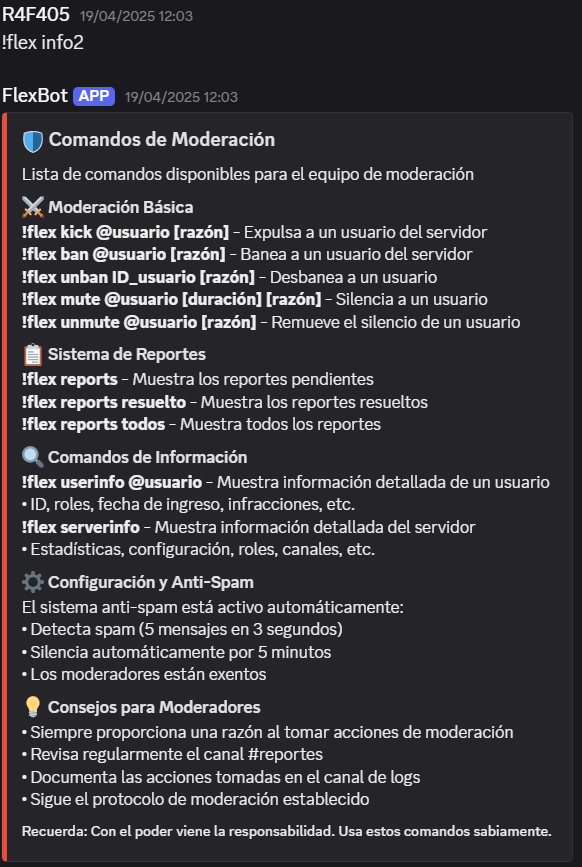 R4F405 19/04/2025 12:03
!flex info2
FlexBot APP 19/04/2025 12:03
Comandos de Moderación
Lista de comandos disponibles para el equipo de moderación
Moderación Básica
!flex kick @usuario [razón] - Expulsa a un usuario del servidor
!flex ban @usuario [razón] - Banea a un usuario del servidor
!flex unban ID_usuario [razón] - Desbanea a un usuario
!flex mute @usuario [duración] [razón] - Silencia a un usuario
!flex unmute @usuario [razón] - Remueve el silencio de un usuario
Sistema de Reportes
!flex reports - Muestra los reportes pendientes
!flex reports resuelto - Muestra los reportes resueltos
!flex reports todos - Muestra todos los reportes
Comandos de Información
!flex userinfo @usuario - Muestra información detallada de un usuario
• ID, roles, fecha de ingreso, infracciones, etc.
!flex serverinfo - Muestra información detallada del servidor
• Estadísticas, configuración, roles, canales, etc.
Configuración y Anti-Spam
El sistema anti-spam está activo automáticamente:
• Detecta spam (5 mensajes en 3 segundos)
• Silencia automáticamente por 5 minutos
• Los moderadores están exentos
Consejos para Moderadores
• Siempre proporciona una razón al tomar acciones de moderación
• Revisa regularmente el canal #reportes
• Documenta las acciones tomadas en el canal de logs
• Sigue el protocolo de moderación establecido
Recuerda: Con el poder viene la responsabilidad. Usa estos comandos sabiamente.